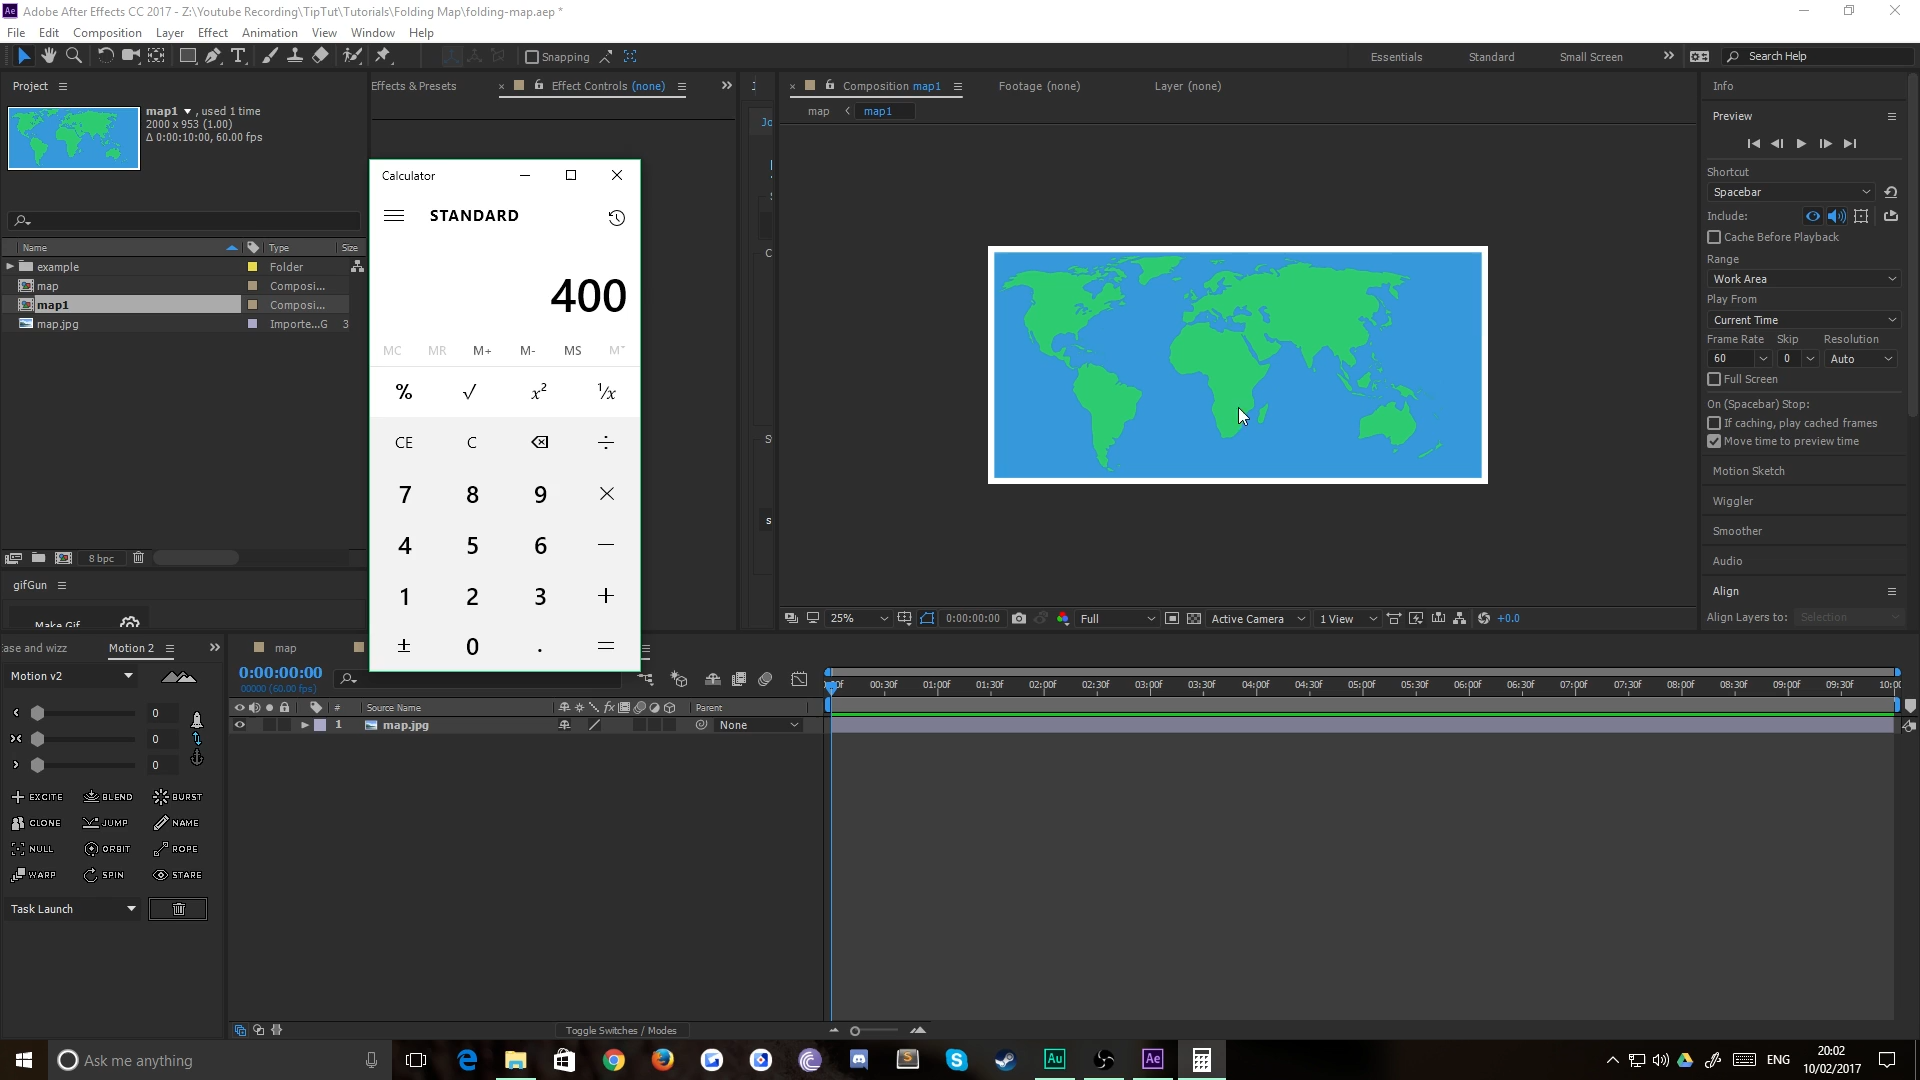 Ae Adobe After Effects CC 2017 - Z:\Youtube Recording\TipTut\Tutorials\Folding Map\folding-map.aep *
File Edit Composition Layer Effect Animation View Window Help
T Snapping Essentials Standard Small Screen » Search Help
Project Effects & Presets × Effect Controls (none) » × Composition map1 Footage (none) Layer (none) Info
map1 , used 1 time
2000 x 953 (1.00)
Δ 0:00:10:00, 60.00 fps
map < map1
Preview
Shortcut
Spacebar
Include:
Cache Before Playback
Range
Work Area
Play From
Current Time
Frame Rate Skip Resolution
60 0 Auto
Full Screen
On (Spacebar) Stop:
If caching, play cached frames
Move time to preview time
Motion Sketch
Wiggler
Smoother
Audio
Align
Align Layers to: Selection
Name Type Size
example Folder
map Composi...
map1 Composi...
map.jpg Importe...G 3
8 bpc
gifGun
Make Gif
Calculator
STANDARD
400
MC MR M+ M- MS M˅
% √ x² ¹/x
CE C ⌫ ÷
7 8 9 ×
4 5 6 −
1 2 3 +
± 0 . =
25% 0:00:00:00 Full Active Camera 1 View +0.0
ase and wizz Motion 2 »
Motion v2
0
0
0
EXCITE BLEND BURST
CLONE JUMP NAME
NULL ORBIT ROPE
WARP SPIN STARE
Task Launch
map
0:00:00:00
00000 (60.00 fps)
00:30f 01:00f 01:30f 02:00f 02:30f 03:00f 03:30f 04:00f 04:30f 05:00f 05:30f 06:00f 06:30f 07:00f 07:30f 08:00f 08:30f 09:00f 09:30f 10:00
# Source Name fx Parent
1 map.jpg None
Toggle Switches / Modes
Ask me anything
Au Ae
ENG
20:02
10/02/2017